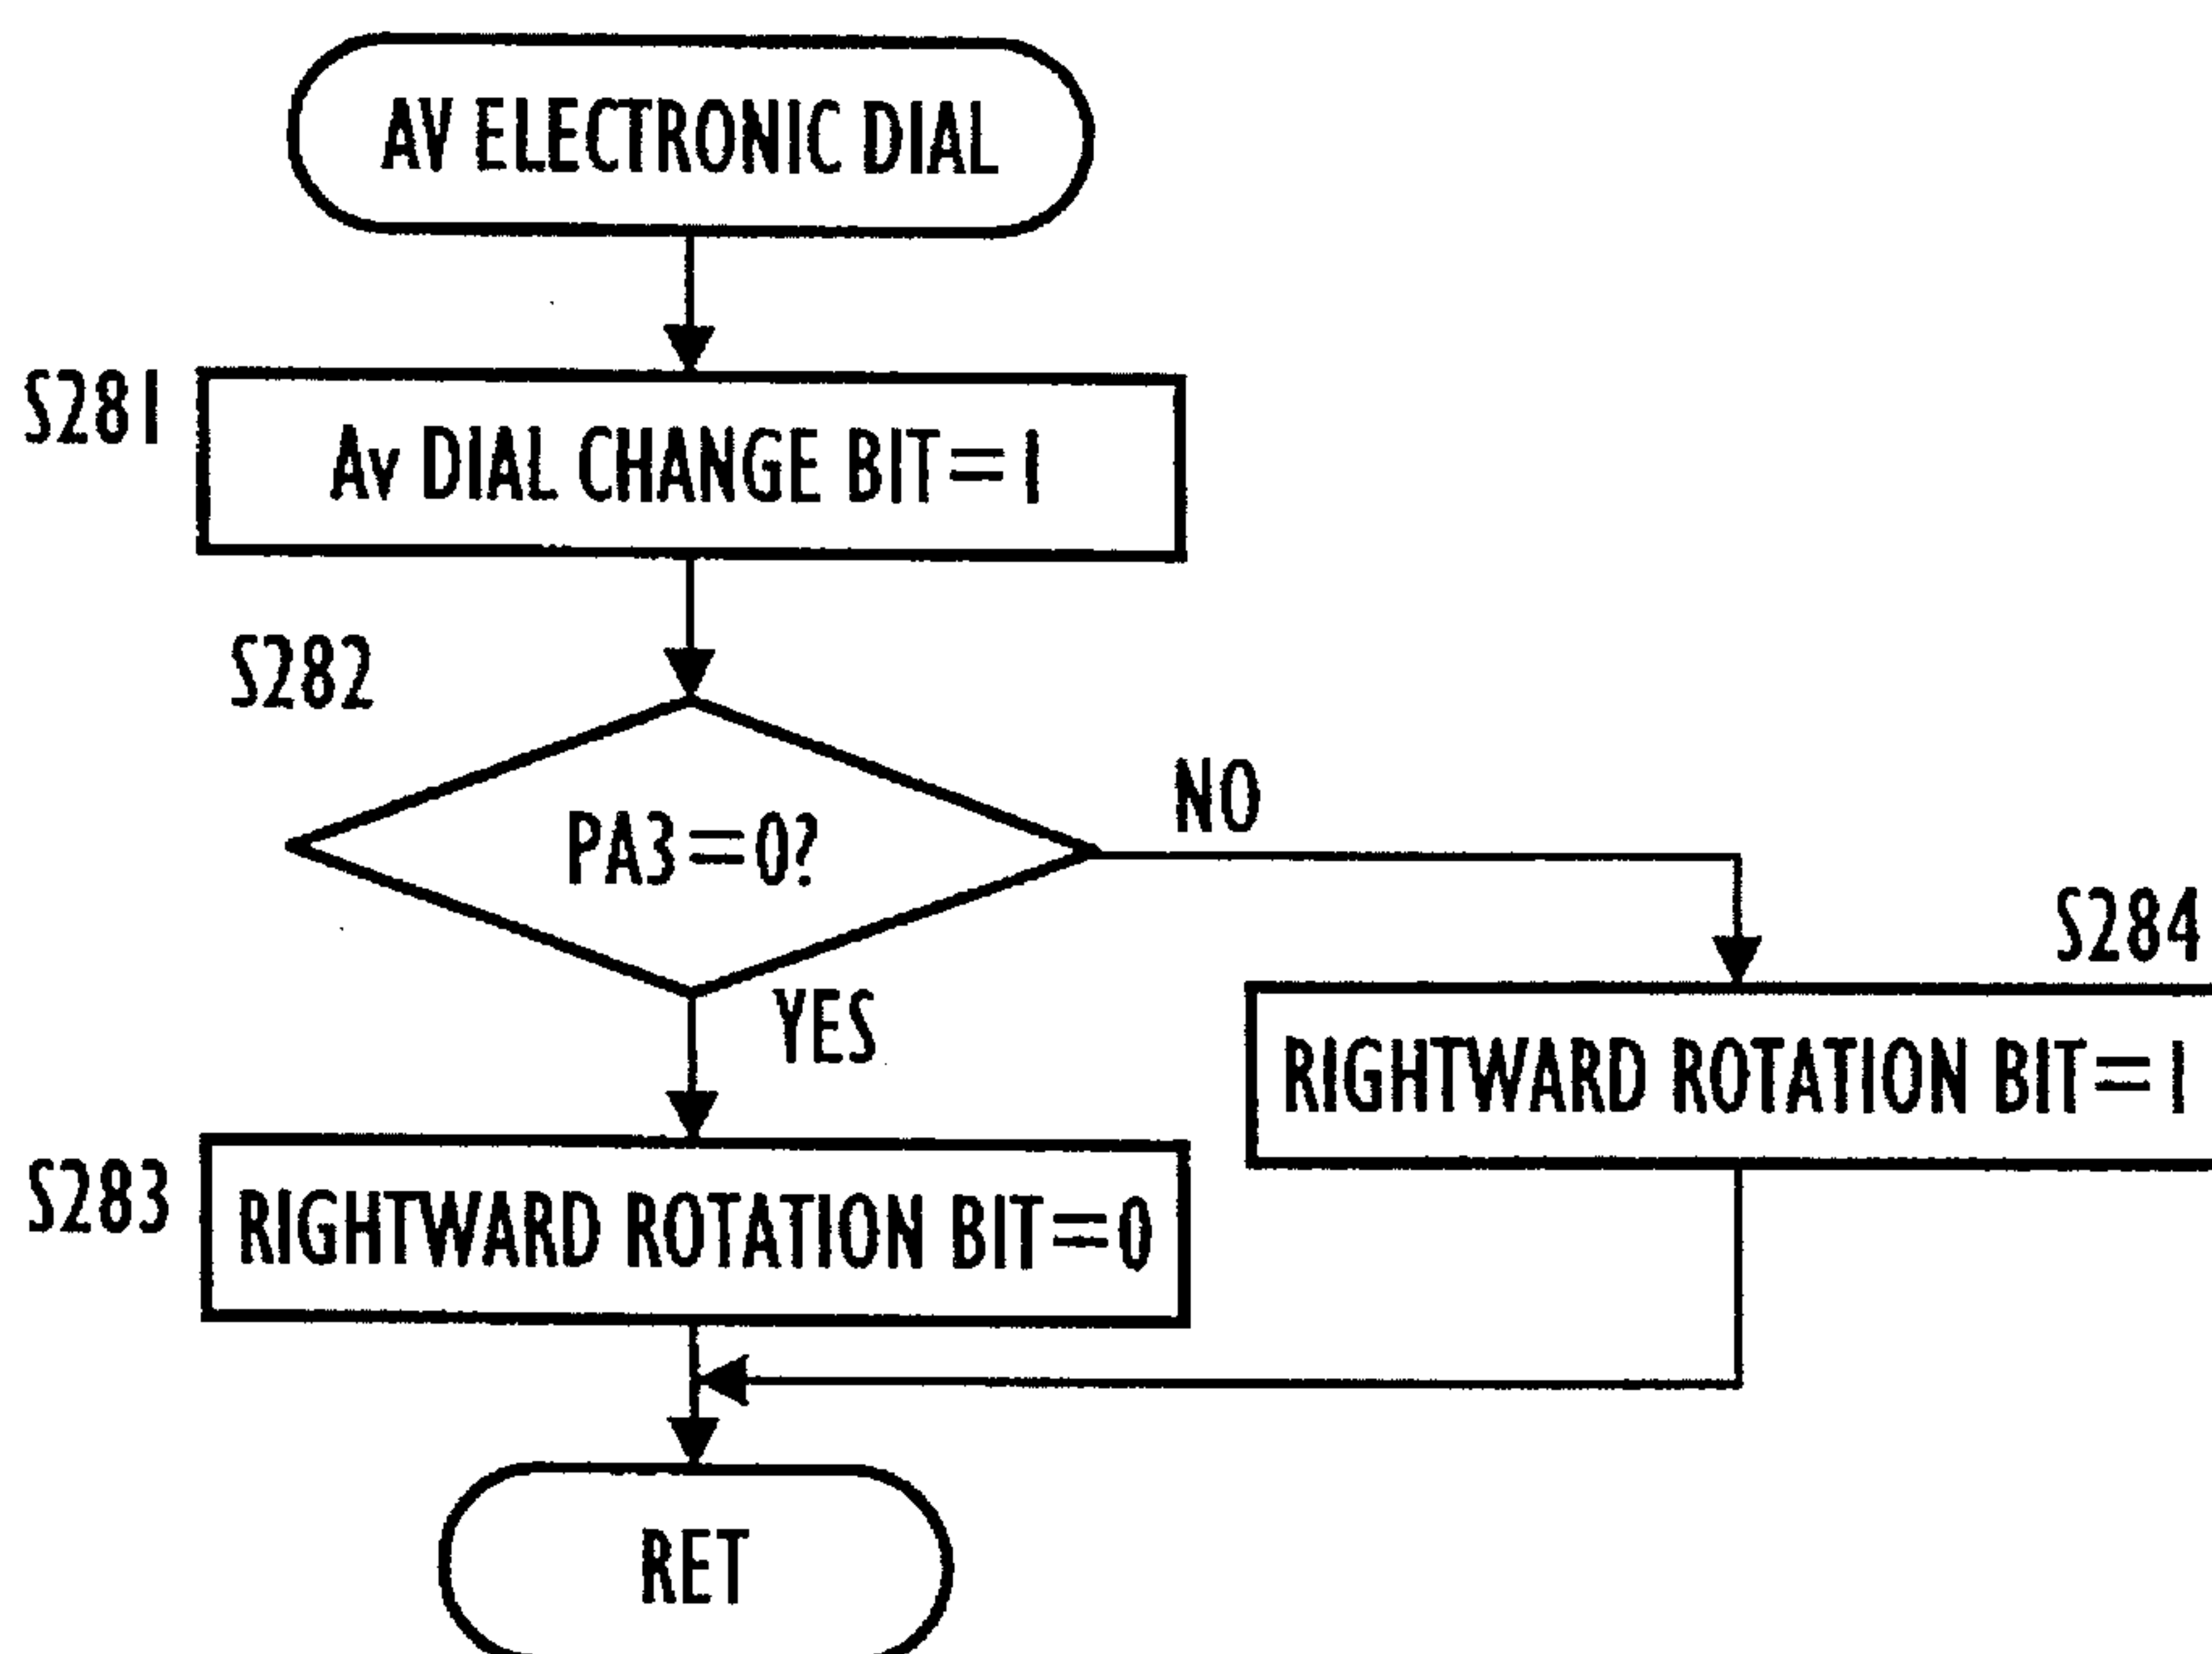 AV ELECTRONIC DIAL
S281
Av DIAL CHANGE BIT=1
S282
PA3=0?
NO
YES
S284
RIGHTWARD ROTATION BIT=1
S283
RIGHTWARD ROTATION BIT=0
RET